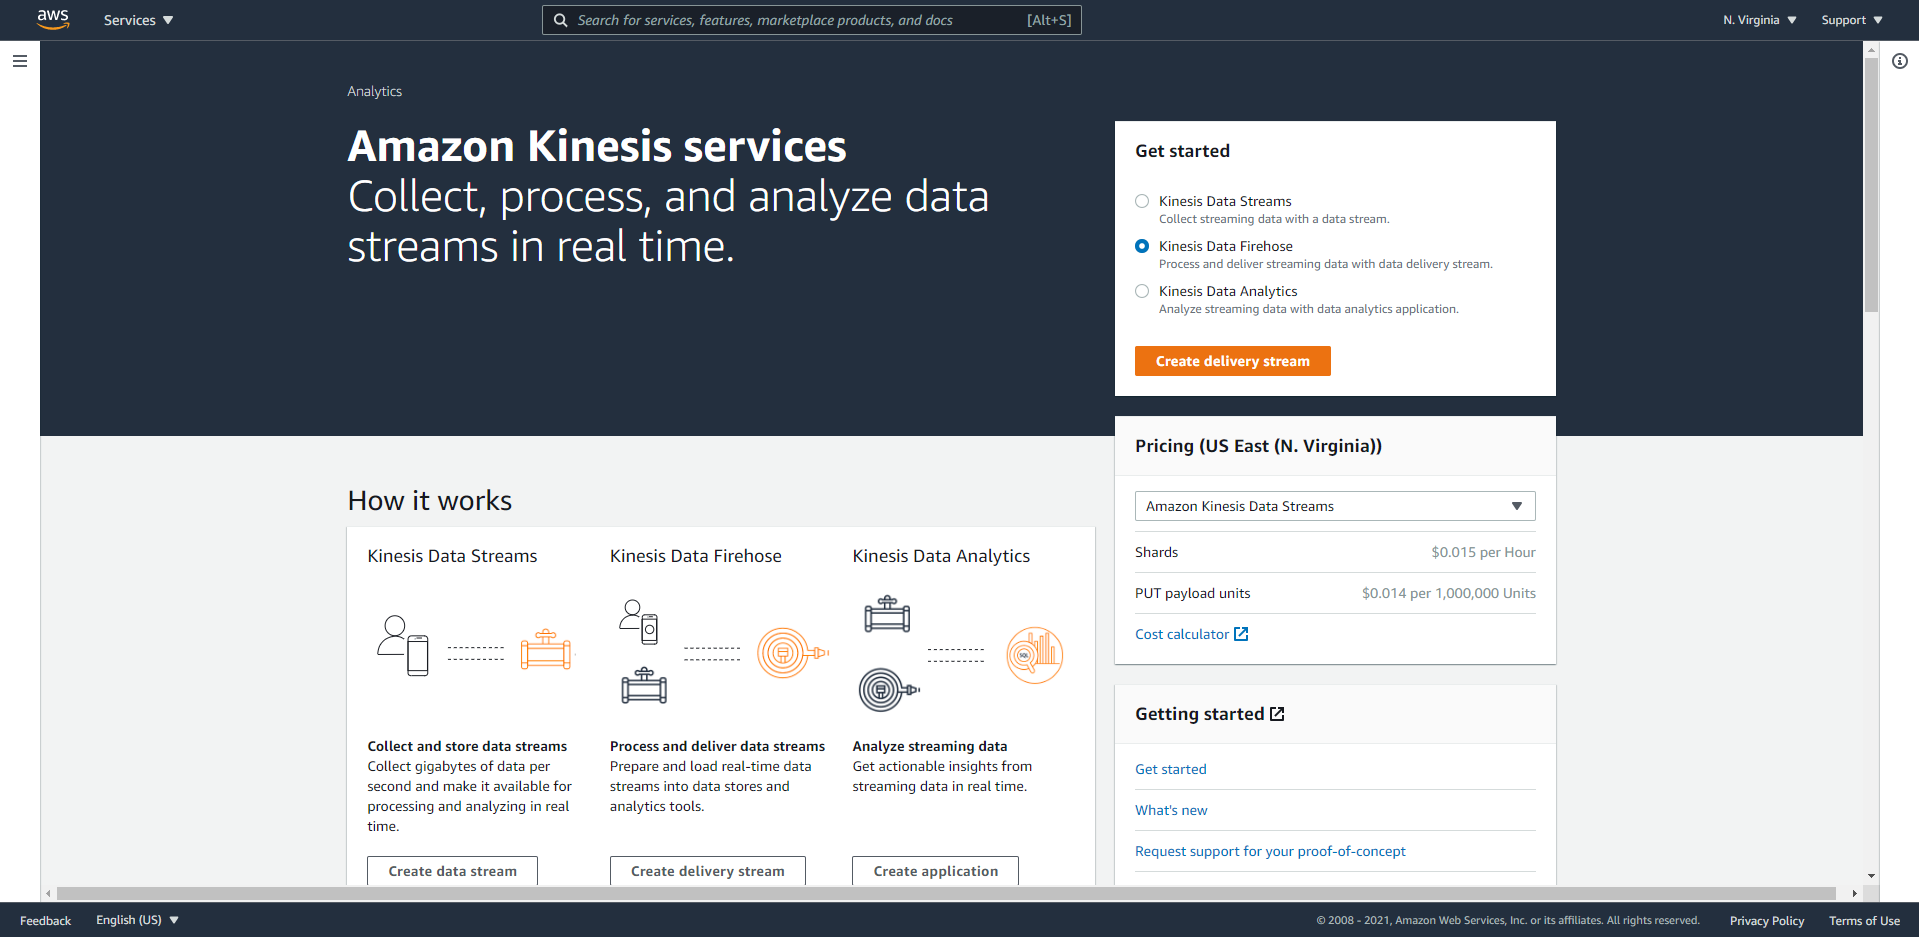 aws
Services
Search for services, features, marketplace products, and docs
[Alt+S]
N. Virginia
Support
Analytics
Amazon Kinesis services
Collect, process, and analyze data
streams in real time.
Get started
Kinesis Data Streams
Collect streaming data with a data stream.
Kinesis Data Firehose
Process and deliver streaming data with data delivery stream.
Kinesis Data Analytics
Analyze streaming data with data analytics application.
Create delivery stream
Pricing (US East (N. Virginia))
Amazon Kinesis Data Streams
Shards $0.015 per Hour
PUT payload units $0.014 per 1,000,000 Units
Cost calculator
Getting started
Get started
What's new
Request support for your proof-of-concept
How it works
Kinesis Data Streams
Collect and store data streams
Collect gigabytes of data per
second and make it available for
processing and analyzing in real
time.
Create data stream
Kinesis Data Firehose
Process and deliver data streams
Prepare and load real-time data
streams into data stores and
analytics tools.
Create delivery stream
Kinesis Data Analytics
SQL
Analyze streaming data
Get actionable insights from
streaming data in real time.
Create application
Feedback
English (US)
© 2008 - 2021, Amazon Web Services, Inc. or its affiliates. All rights reserved.
Privacy Policy
Terms of Use